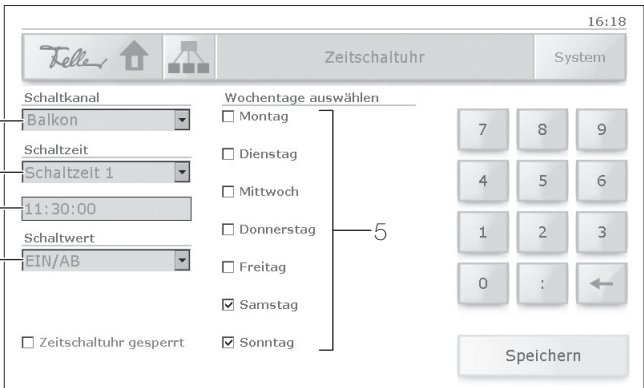 16:18
Feller
Zeitschaltuhr
System
Schaltkanal
Balkon
Schaltzeit
Schaltzeit 1
11:30:00
Schaltwert
EIN/AB
Zeitschaltuhr gesperrt
Wochentage auswählen
Montag
Dienstag
Mittwoch
Donnerstag
Freitag
Samstag
Sonntag
5
7 8 9
4 5 6
1 2 3
0 : ←
Speichern